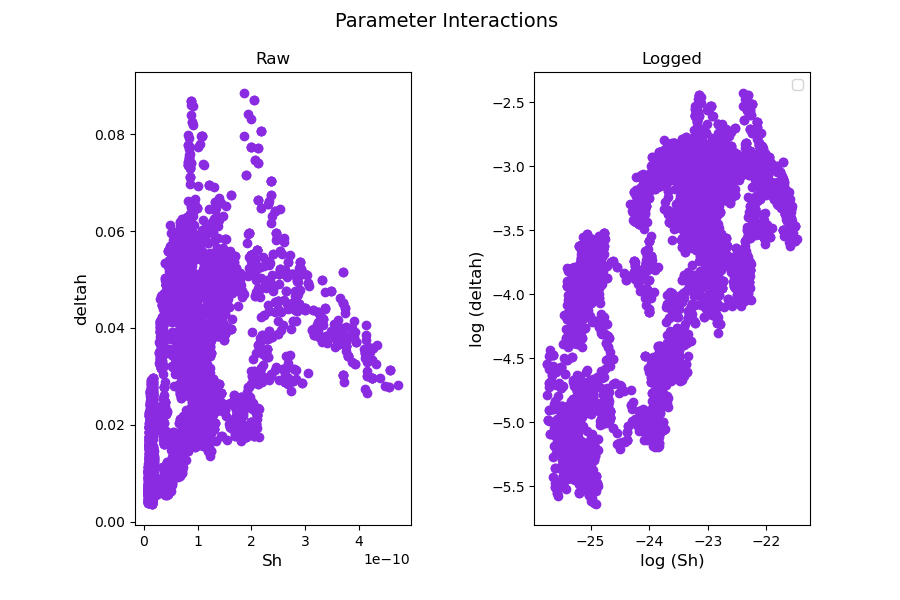 Parameter Interactions
Raw
deltah
0.08
0.06
0.04
0.02
0.00
0 1 2 3 4
1e−10
Sh
Logged
log (deltah)
−2.5
−3.0
−3.5
−4.0
−4.5
−5.0
−5.5
−25 −24 −23 −22
log (Sh)